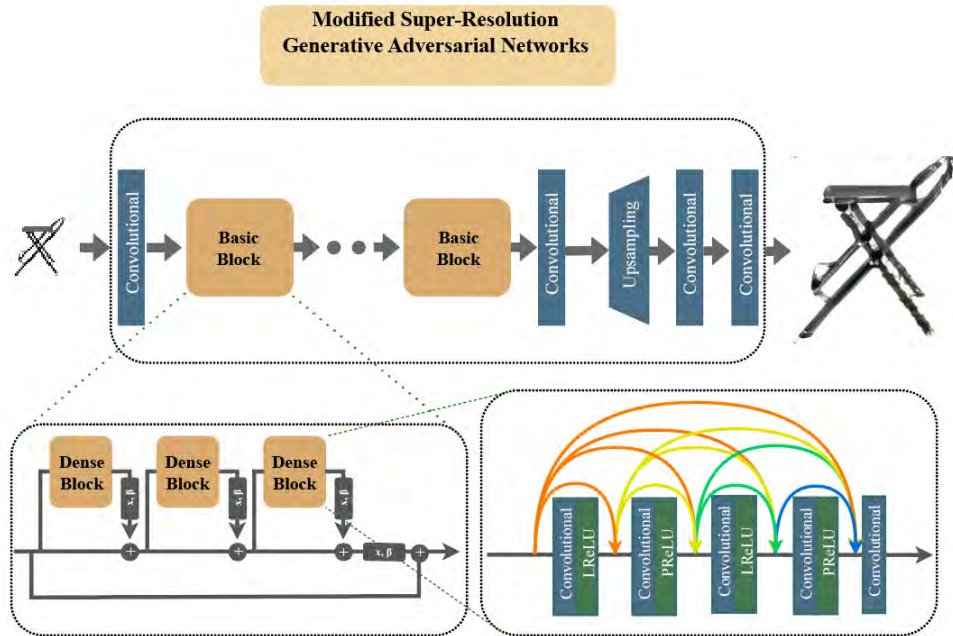 Modified Super-Resolution
Generative Adversarial Networks
Convolutional
Basic
Block
Basic
Block
Convolutional
Upsampling
Convolutional
Convolutional
Dense
Block
x, β
Dense
Block
x, β
Dense
Block
x, β
x, β
Convolutional
LReLU
Convolutional
PReLU
Convolutional
LReLU
Convolutional
PReLU
Convolutional